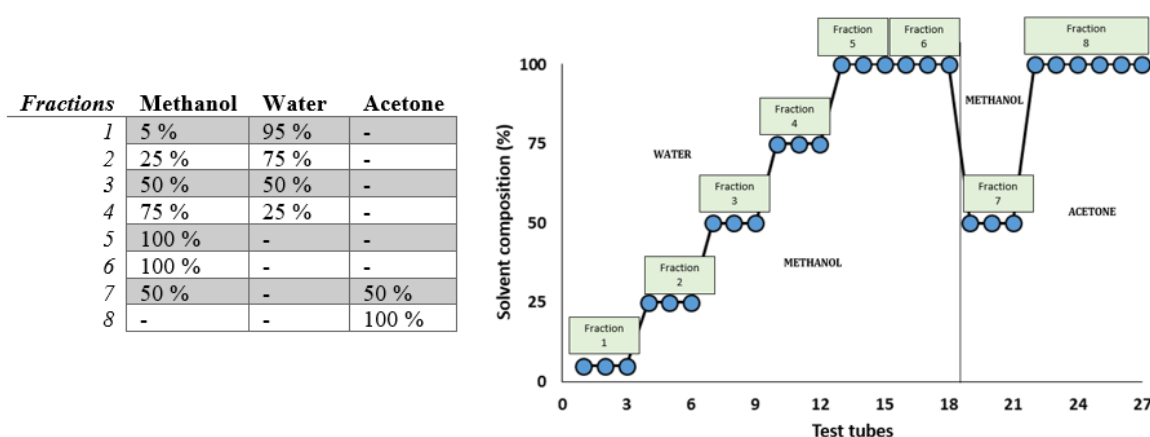 Fractions Methanol Water Acetone
1 5 % 95 % -
2 25 % 75 % -
3 50 % 50 % -
4 75 % 25 % -
5 100 % - -
6 100 % - -
7 50 % - 50 %
8 - - 100 %
Solvent composition (%)
100
75
50
25
0
0 3 6 9 12 15 18 21 24 27
Test tubes
Fraction
1
Fraction
2
Fraction
3
Fraction
4
Fraction
5
Fraction
6
Fraction
7
Fraction
8
WATER
METHANOL
METHANOL
ACETONE